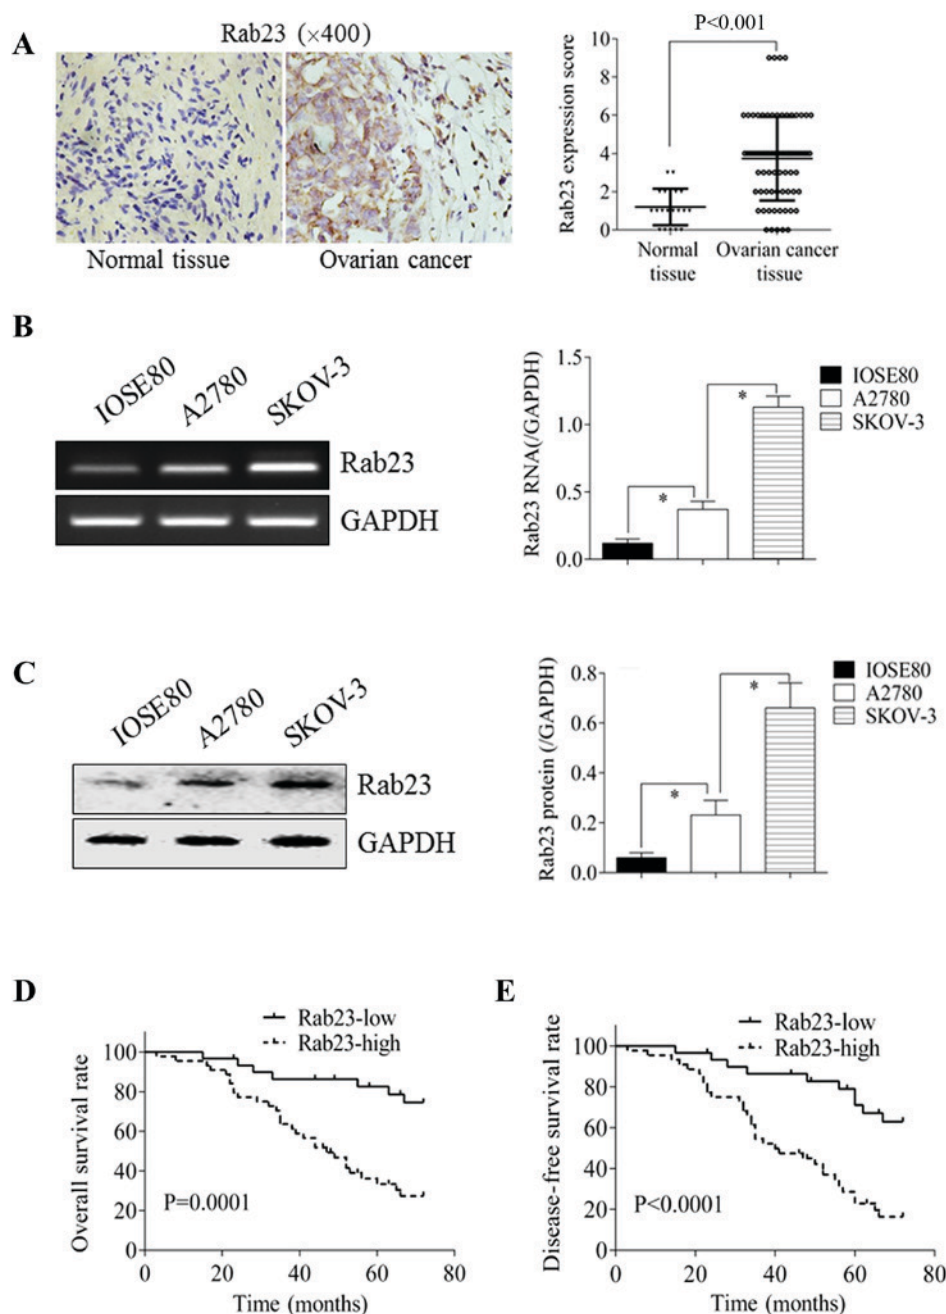 A
Rab23 (×400)
Normal tissue
Ovarian cancer
P<0.001
Rab23 expression score
10
8
6
4
2
0
Normal
tissue
Ovarian cancer
tissue
B
IOSE80
A2780
SKOV-3
Rab23
GAPDH
Rab23 RNA(/GAPDH)
1.5
1.0
0.5
0.0
*
*
IOSE80
A2780
SKOV-3
C
IOSE80
A2780
SKOV-3
Rab23
GAPDH
Rab23 protein (/GAPDH)
0.8
0.6
0.4
0.2
0.0
*
*
IOSE80
A2780
SKOV-3
D
Rab23-low
Rab23-high
Overall survival rate
100
80
60
40
20
0
P=0.0001
0
20
40
60
80
Time (months)
E
Rab23-low
Rab23-high
Disease-free survival rate
100
80
60
40
20
0
P<0.0001
0
20
40
60
80
Time (months)